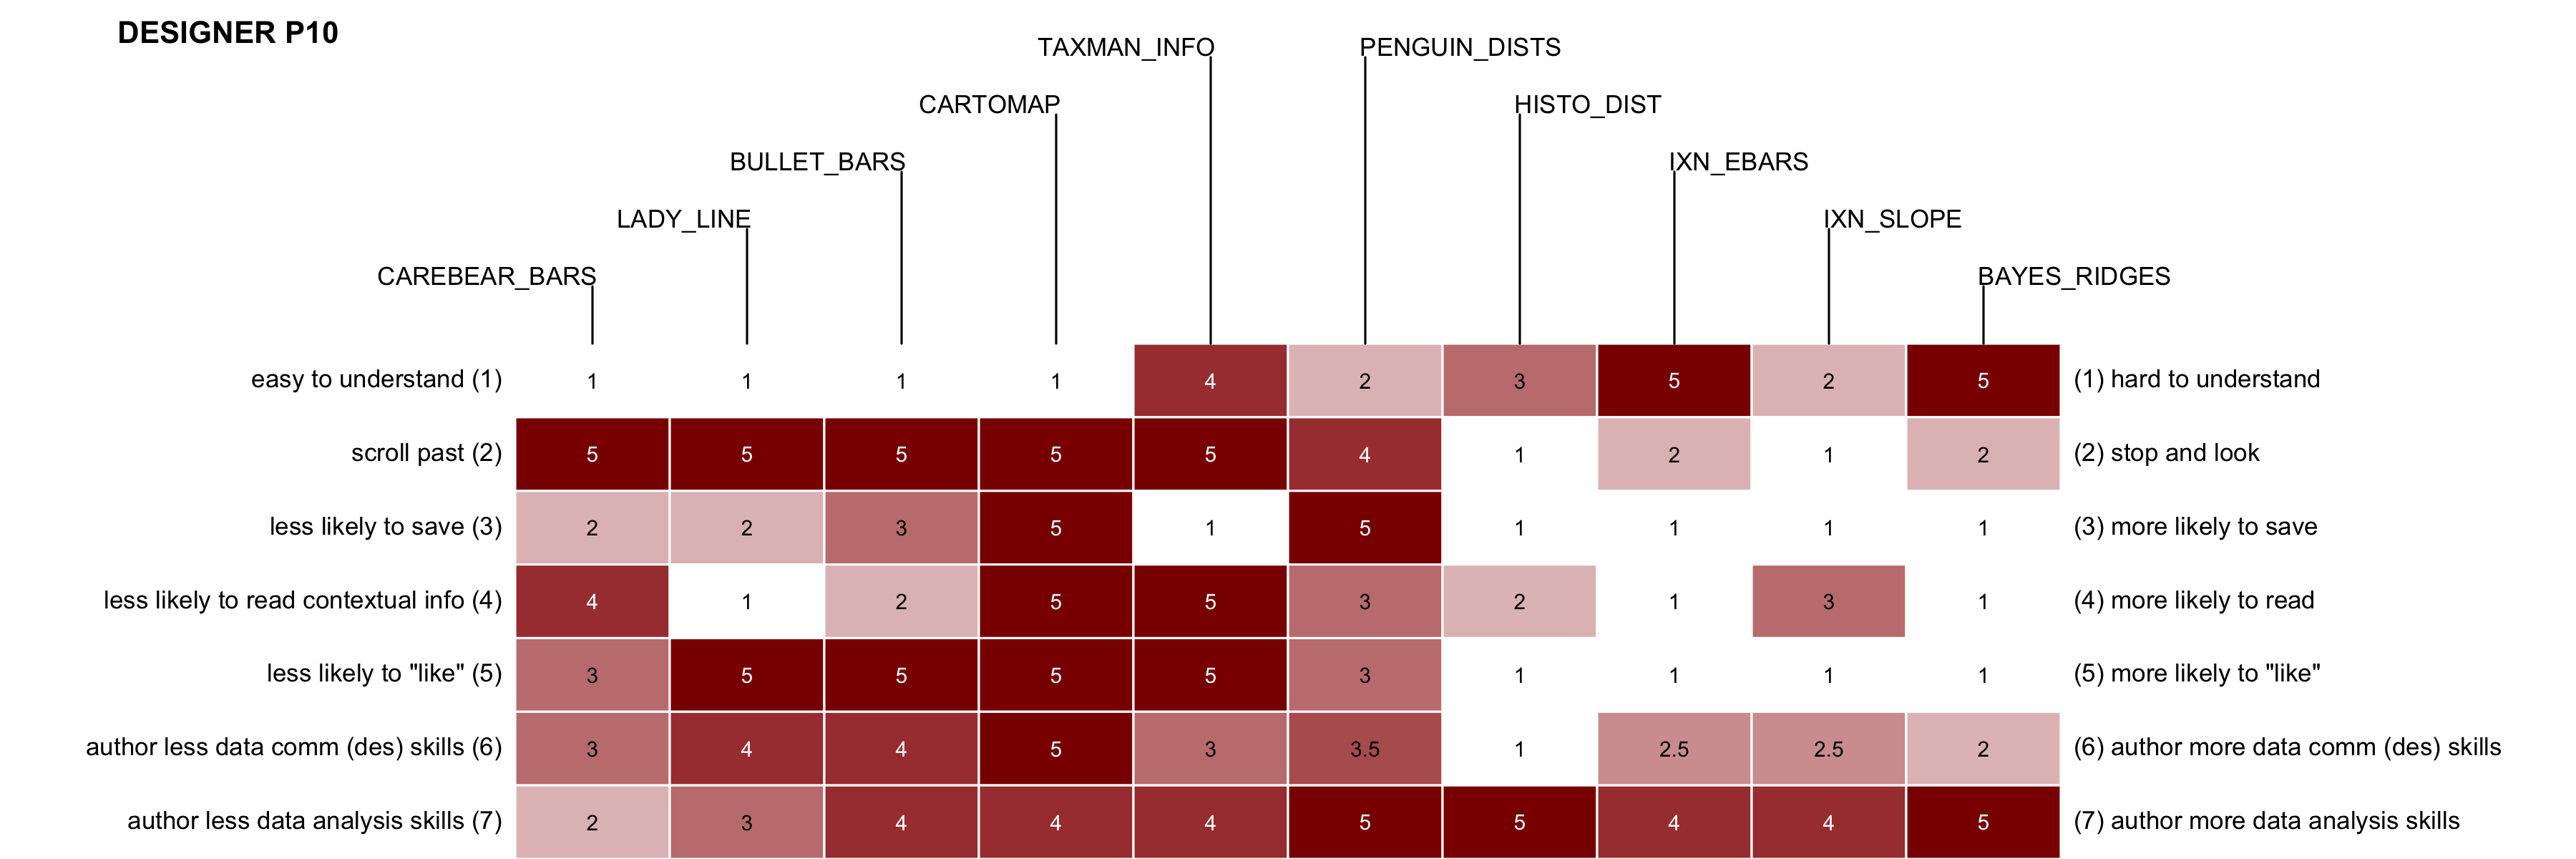 DESIGNER P10
TAXMAN_INFO PENGUIN_DISTS
CARTOMAP HISTO_DIST
BULLET_BARS IXN_EBARS
LADY_LINE IXN_SLOPE
CAREBEAR_BARS BAYES_RIDGES
easy to understand (1) 1 1 1 1 4 2 3 5 2 5 (1) hard to understand
scroll past (2) 5 5 5 5 5 4 1 2 1 2 (2) stop and look
less likely to save (3) 2 2 3 5 1 5 1 1 1 1 (3) more likely to save
less likely to read contextual info (4) 4 1 2 5 5 3 2 1 3 1 (4) more likely to read
less likely to "like" (5) 3 5 5 5 5 3 1 1 1 1 (5) more likely to "like"
author less data comm (des) skills (6) 3 4 4 5 3 3.5 1 2.5 2.5 2 (6) author more data comm (des) skills
author less data analysis skills (7) 2 3 4 4 4 5 5 4 4 5 (7) author more data analysis skills